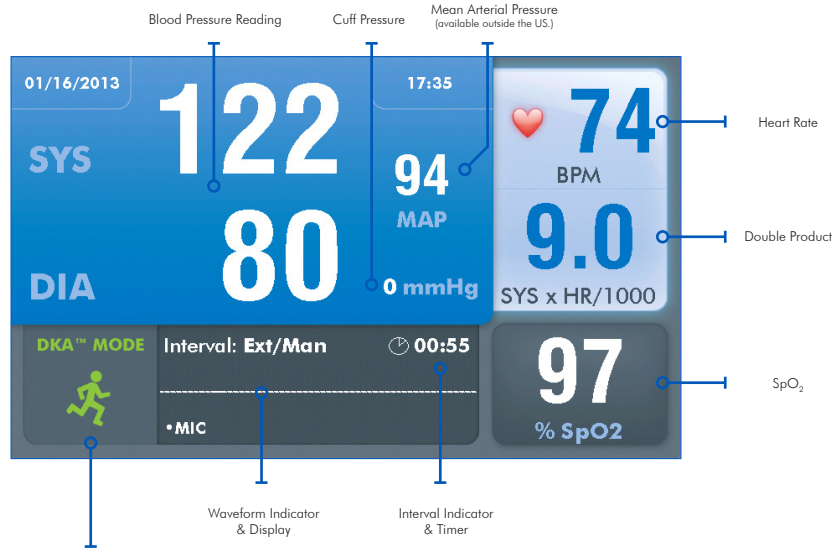 Mean Arterial Pressure
(available outside the US.)
Blood Pressure Reading
Cuff Pressure
01/16/2013
17:35
SYS
122
94
MAP
DIA
80
0 mmHg
74
BPM
Heart Rate
9.0
SYS x HR/1000
Double Product
DKA™ MODE
Interval: Ext/Man
00:55
•MIC
97
% SpO2
SpO₂
Waveform Indicator
& Display
Interval Indicator
& Timer